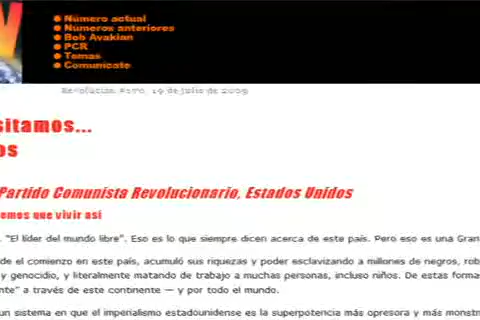 Número actual
Números anteriores
Bob Avakian
PCR
Temas
Comunícate
19 de julio de 2009
sitamos...
os
Partido Comunista Revolucionario, Estados Unidos
emos que vivir así
. "El líder del mundo libre". Eso es lo que siempre dicen acerca de este país. Pero eso es una Gran
de el comienzo en este país, acumuló sus riquezas y poder esclavizando a millones de negros, rob
y genocidio, y literalmente matando de trabajo a muchas personas, incluso niños. De estas formas
nte" a través de este continente — y por todo el mundo.
un sistema en que el imperialismo estadounidense es la superpotencia más opresora y más monstr